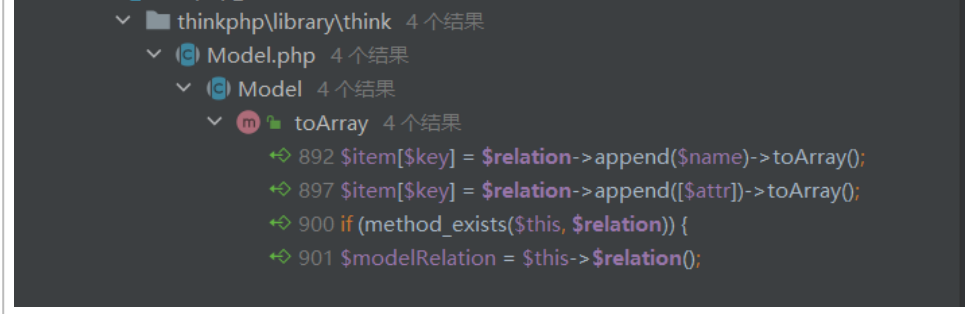 thinkphp\library\think 4 个结果
Model.php 4 个结果
Model 4 个结果
toArray 4 个结果
892 $item[$key] = $relation->append($name)->toArray();
897 $item[$key] = $relation->append([$attr])->toArray();
900 if (method_exists($this, $relation)) {
901 $modelRelation = $this->$relation();